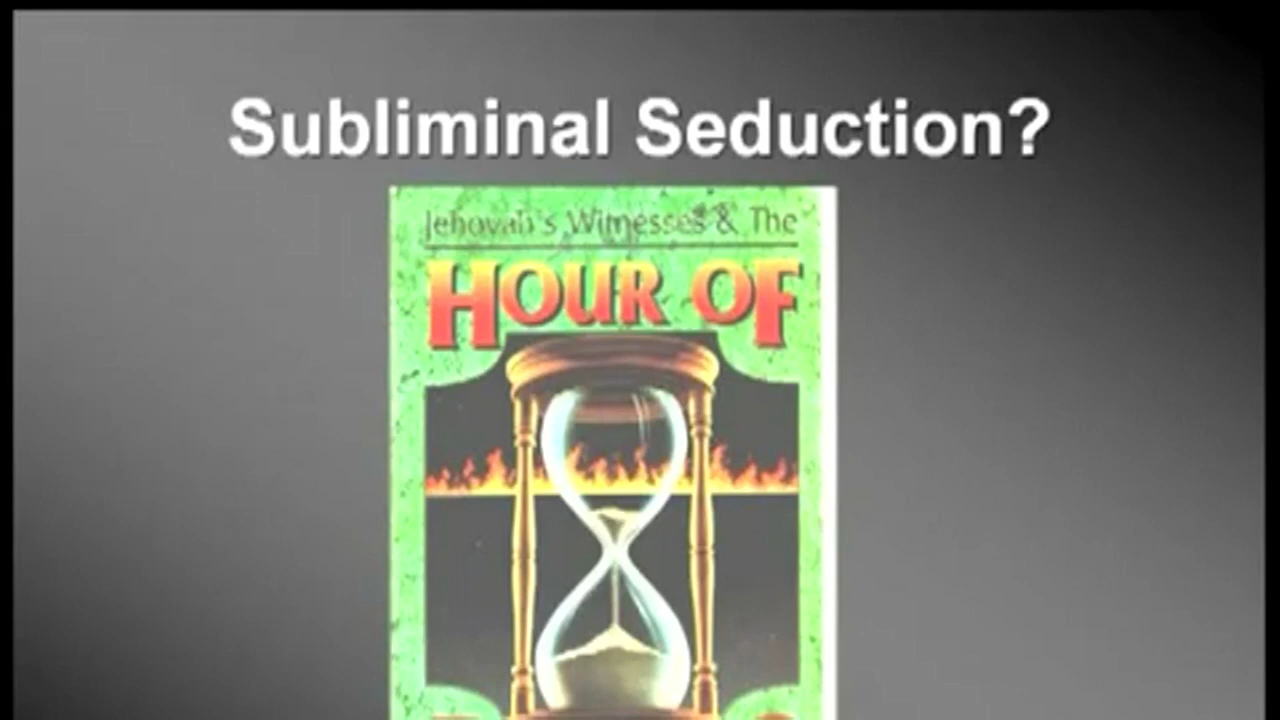 Subliminal Seduction?
Jehovah's Witnesses & The
HOUR OF